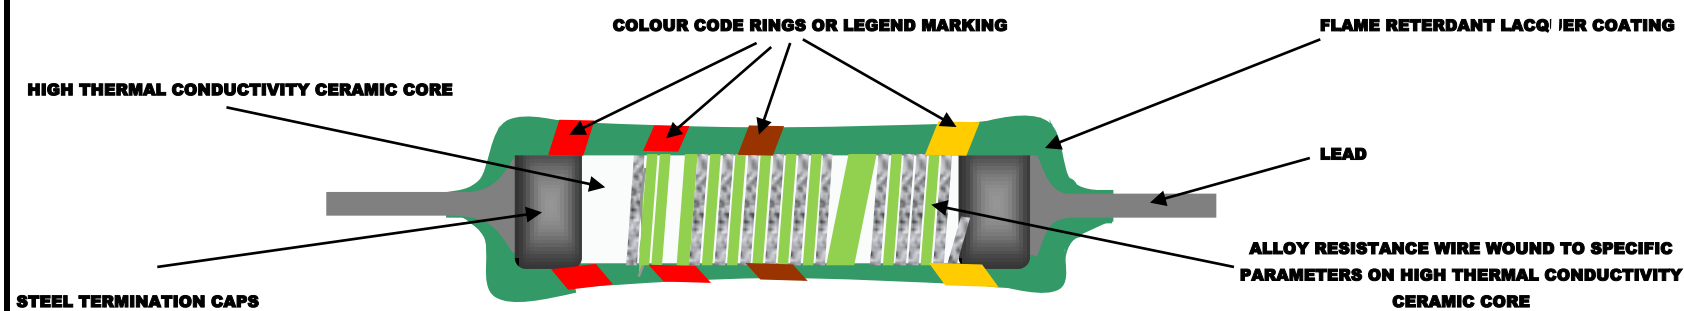 COLOUR CODE RINGS OR LEGEND MARKING
FLAME RETERDANT LACQUER COATING
HIGH THERMAL CONDUCTIVITY CERAMIC CORE
LEAD
ALLOY RESISTANCE WIRE WOUND TO SPECIFIC
PARAMETERS ON HIGH THERMAL CONDUCTIVITY
CERAMIC CORE
STEEL TERMINATION CAPS